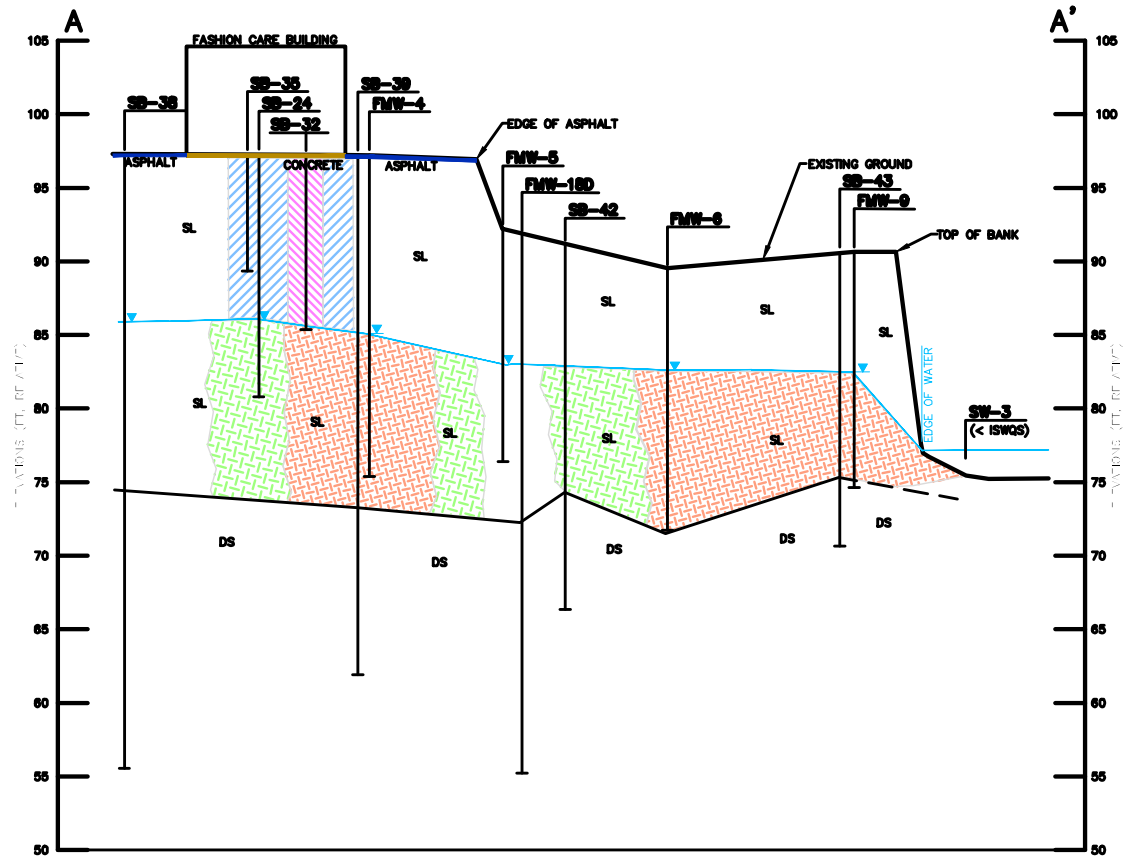 A
A'
105
105
FASHION CARE BUILDING
SB-35
SB-39
SB-38
SB-24
FMW-4
100
100
SB-32
EDGE OF ASPHALT
ASPHALT
CONCRETE
ASPHALT
FMW-5
EXISTING GROUND
95
95
FMW-18D
SB-43
SB-42
FMW-9
FMW-6
SL
TOP OF BANK
90
SL
90
SL
SL
SL
85
85
EDGE OF WATER
80
SL
80
SL
SL
SL
SL
SW-3
(< ISWQS)
75
75
DS
DS
DS
DS
DS
70
70
65
65
60
60
55
55
50
50